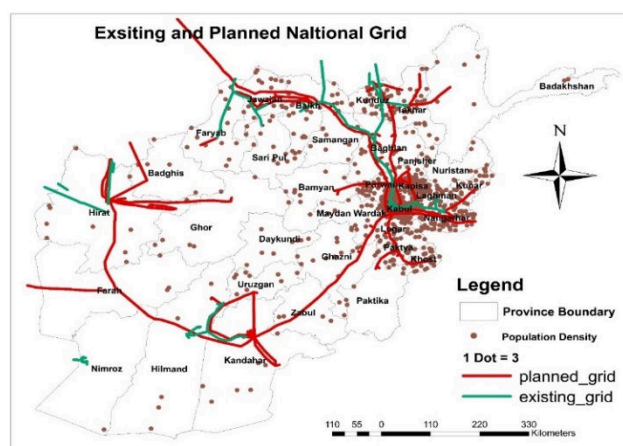 Exsiting and Planned Naltional Grid
Badakhshan
Jawzjan
Balkh
Kunduz
Takhar
Faryab
Samangan
Baghlan
Sari Pul
Panjsher
Badghis
Nuristan
Bamyan
Parwan
Kapisa
Kunar
Laghman
Hirat
Maydan Wardak
Kabul
Nangarhar
Ghor
Logar
Daykundi
Paktya
Ghazni
Khost
Uruzgan
Farah
Zabul
Paktika
Kandahar
Nimroz
Hilmand
N
Legend
Province Boundary
Population Density
1 Dot = 3
planned_grid
existing_grid
110 55 0 110 220 330
Kilometers